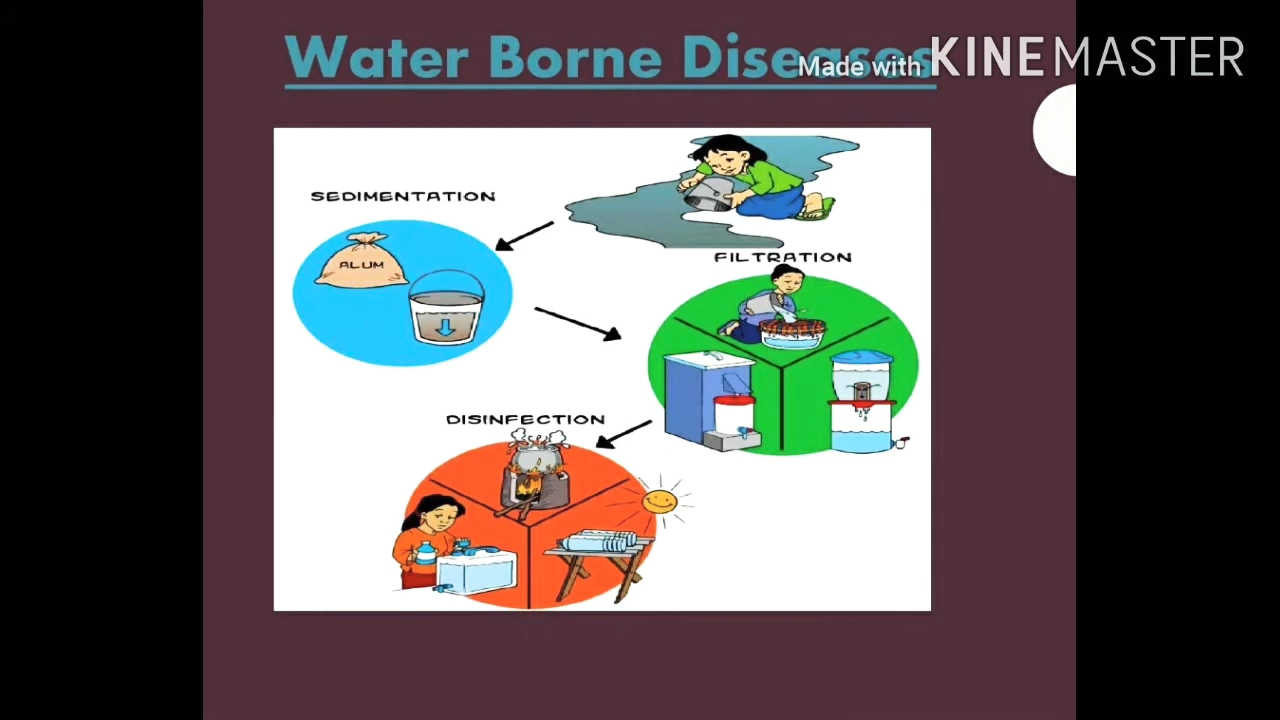 Water Borne Diseases
Made with KINEMASTER
SEDIMENTATION
ALUM
FILTRATION
DISINFECTION